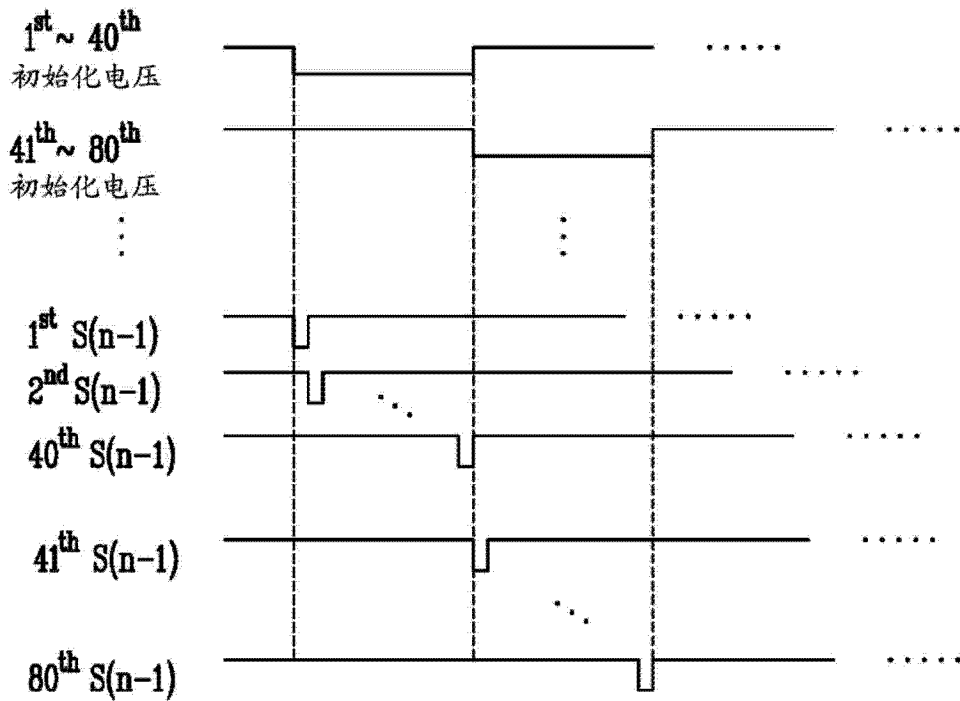 1st ~ 40th
初始化电压
41th ~ 80th
初始化电压
1st S(n-1)
2nd S(n-1)
40th S(n-1)
41th S(n-1)
80th S(n-1)